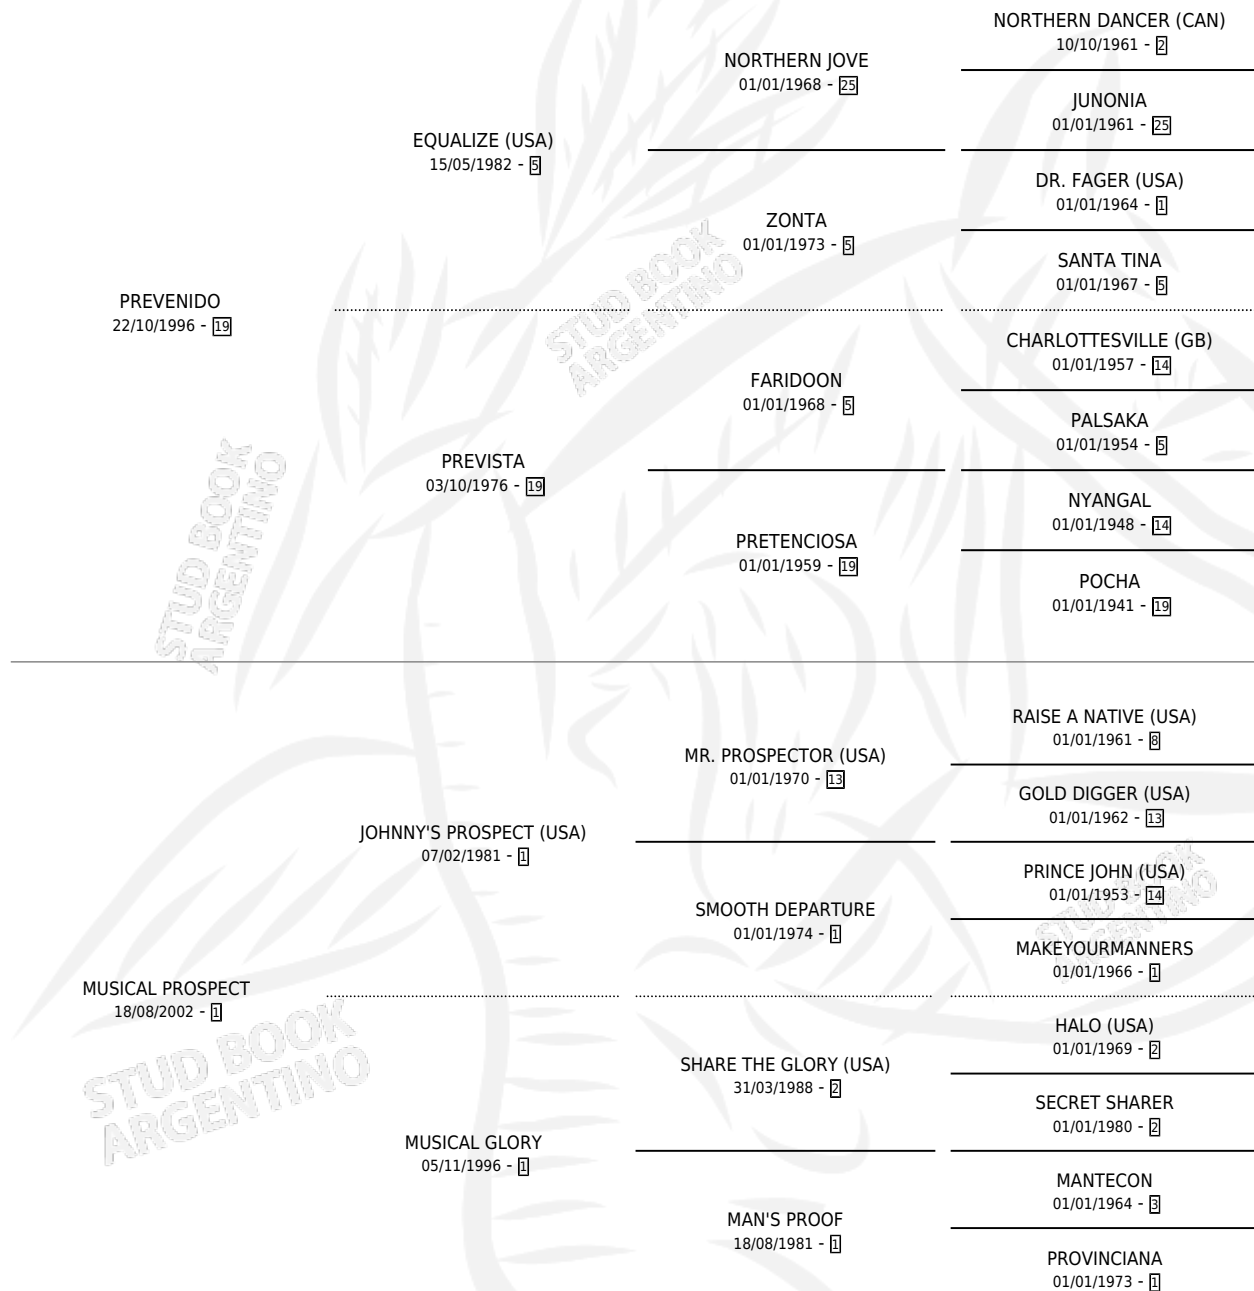 NORTHERN DANCER (CAN)
10/10/1961 - 2
NORTHERN JOVE
01/01/1968 - 25
JUNONIA
01/01/1961 - 25
EQUALIZE (USA)
15/05/1982 - 5
DR. FAGER (USA)
01/01/1964 - 1
ZONTA
01/01/1973 - 5
SANTA TINA
01/01/1967 - 5
PREVENIDO
22/10/1996 - 19
STUD BOOK
ARGENTINO
CHARLOTTESVILLE (GB)
01/01/1957 - 14
FARIDOON
01/01/1968 - 5
PALSAKA
01/01/1954 - 5
PREVISTA
03/10/1976 - 19
NYANGAL
01/01/1948 - 14
PRETENCIOSA
01/01/1959 - 19
POCHA
01/01/1941 - 19
STUD BOOK
ARGENTINO
RAISE A NATIVE (USA)
01/01/1961 - 8
MR. PROSPECTOR (USA)
01/01/1970 - 13
GOLD DIGGER (USA)
01/01/1962 - 13
JOHNNY'S PROSPECT (USA)
07/02/1981 - 1
PRINCE JOHN (USA)
01/01/1953 - 14
STUD BOOK
ARGENTINO
SMOOTH DEPARTURE
01/01/1974 - 1
MAKEYOURMANNERS
01/01/1966 - 1
MUSICAL PROSPECT
18/08/2002 - 1
STUD BOOK
ARGENTINO
HALO (USA)
01/01/1969 - 2
SHARE THE GLORY (USA)
31/03/1988 - 2
SECRET SHARER
01/01/1980 - 2
MUSICAL GLORY
05/11/1996 - 1
MANTECON
01/01/1964 - 3
MAN'S PROOF
18/08/1981 - 1
PROVINCIANA
01/01/1973 - 1